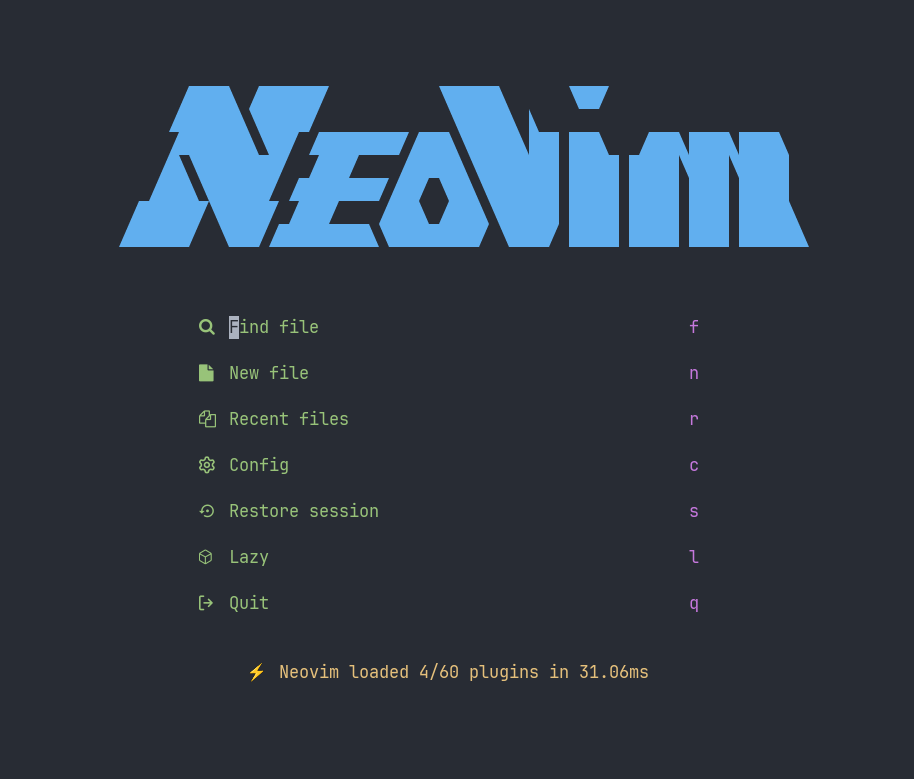 Neovim
Find file f
New file n
Recent files r
Config c
Restore session s
Lazy l
Quit q
⚡ Neovim loaded 4/60 plugins in 31.06ms